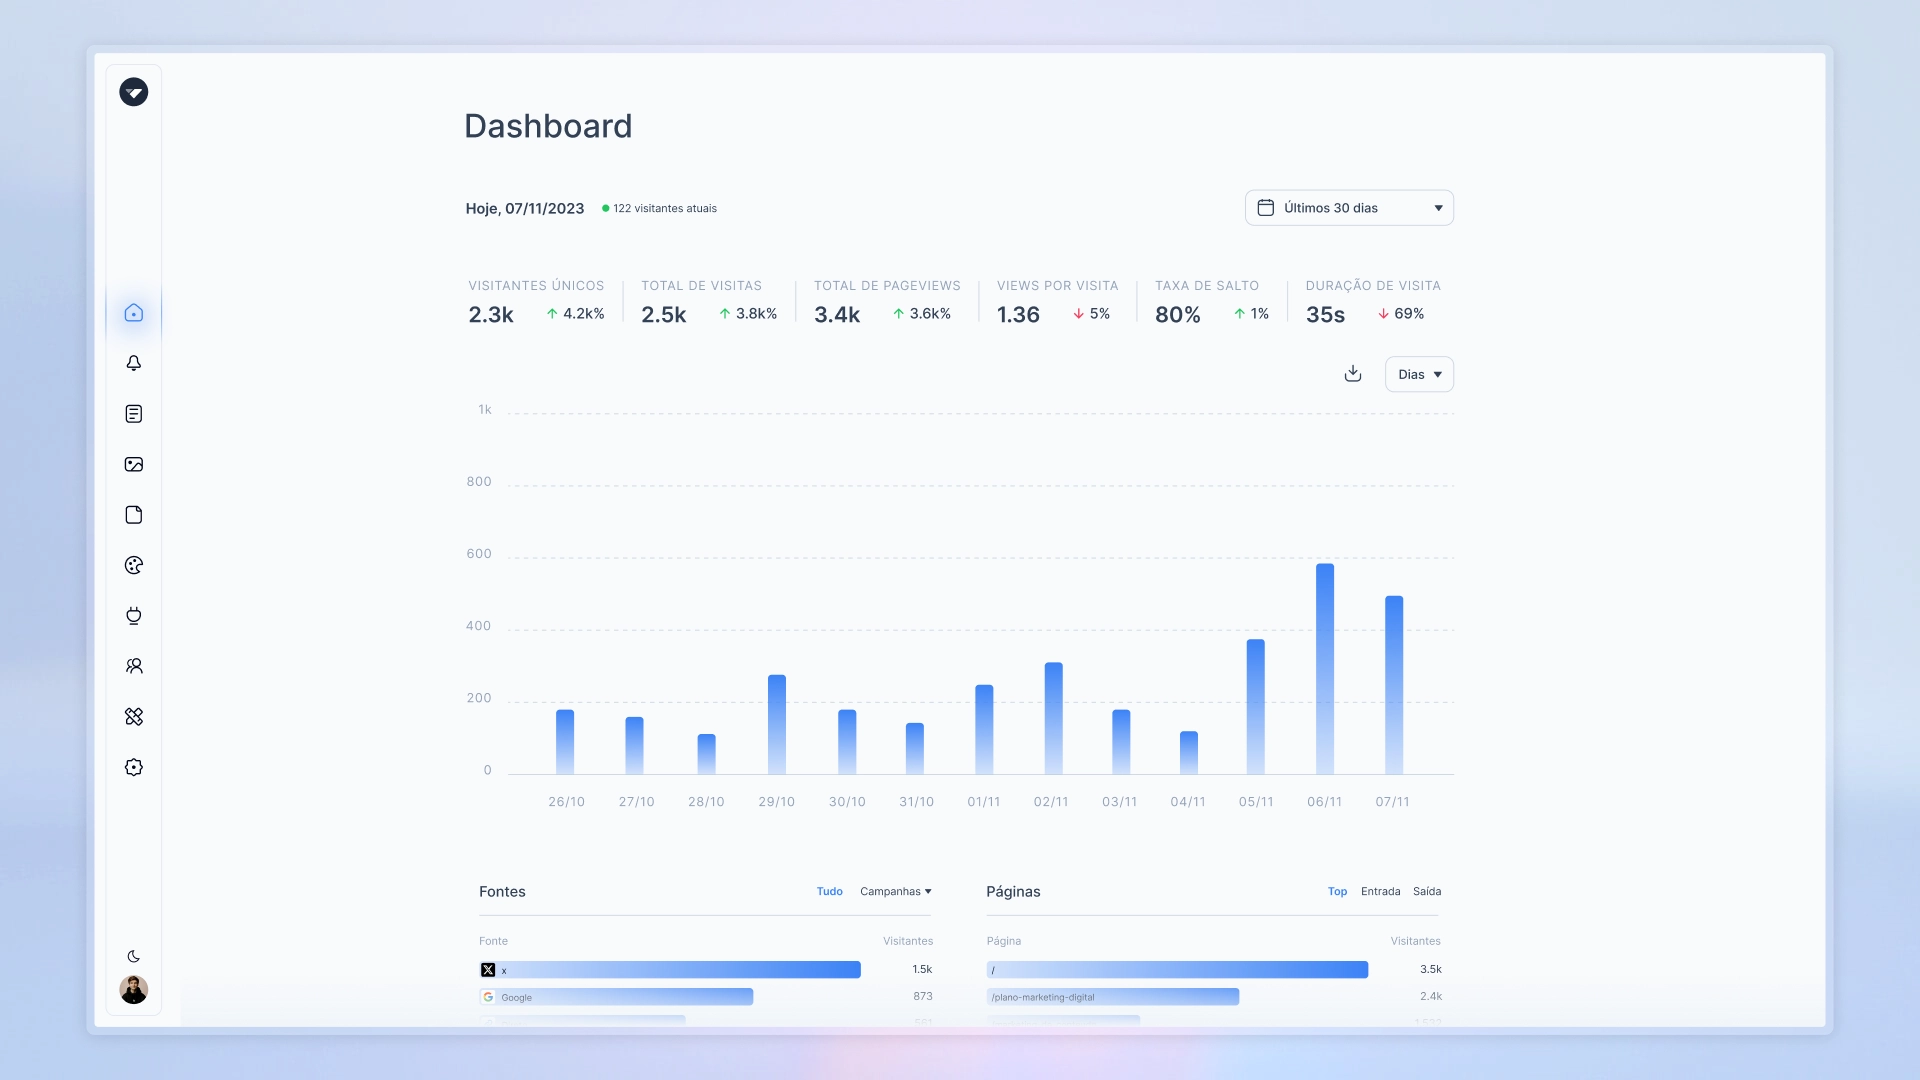 Dashboard
Hoje, 07/11/2023 122 visitantes atuais Últimos 30 dias
VISITANTES ÚNICOS TOTAL DE VISITAS TOTAL DE PAGEVIEWS VIEWS POR VISITA TAXA DE SALTO DURAÇÃO DE VISITA
2.3k 4.2k% 2.5k 3.8k% 3.4k 3.6k% 1.36 5% 80% 1% 35s 69%
Dias
1k
800
600
400
200
0
26/10 27/10 28/10 29/10 30/10 31/10 01/11 02/11 03/11 04/11 05/11 06/11 07/11
Fontes Tudo Campanhas
Fonte Visitantes
x 1.5k
Google 873
Páginas Top Entrada Saída
Página Visitantes
/ 3.5k
/plano-marketing-digital 2.4k